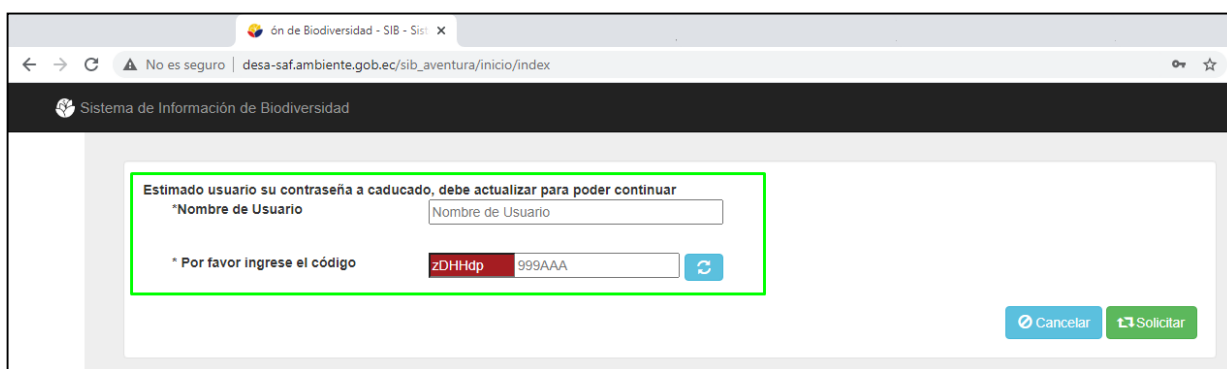 ón de Biodiversidad - SIB - Sist
No es seguro | desa-saf.ambiente.gob.ec/sib_aventura/inicio/index
Sistema de Información de Biodiversidad
Estimado usuario su contraseña a caducado, debe actualizar para poder continuar
*Nombre de Usuario Nombre de Usuario
* Por favor ingrese el código zDHHdp 999AAA
Cancelar Solicitar